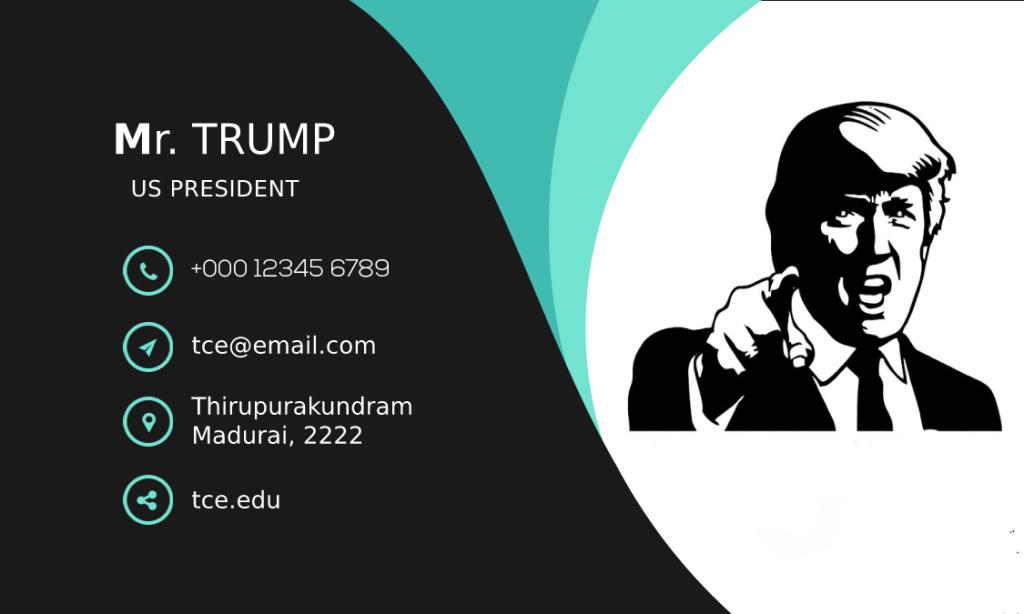 Mr. TRUMP
US PRESIDENT
+000 12345 6789
tce@email.com
Thirupurakundram
Madurai, 2222
tce.edu